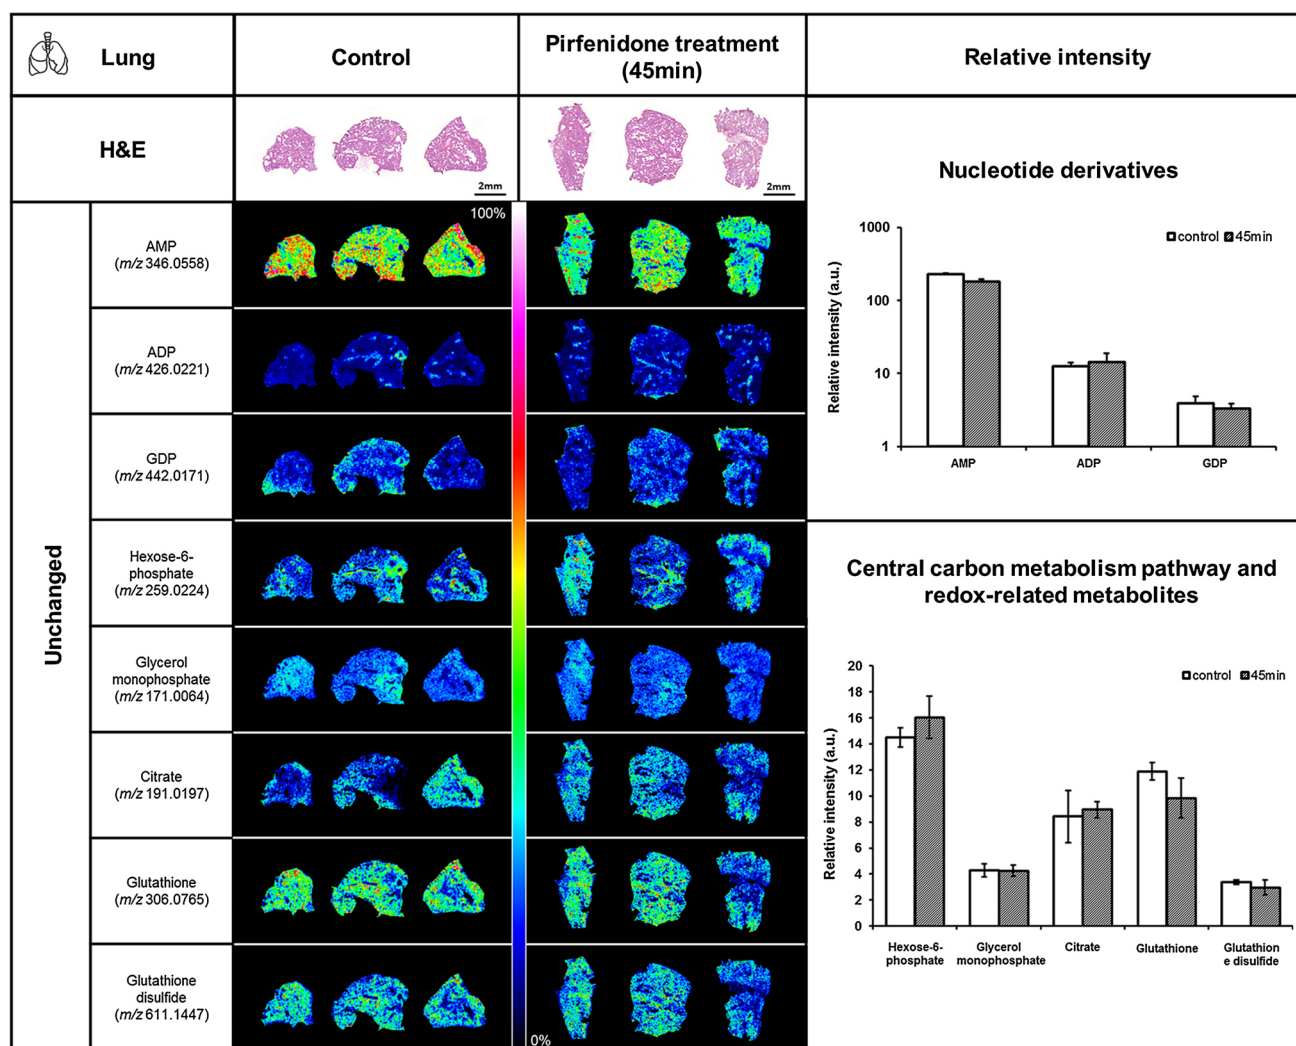 Lung
Control
Pirfenidone treatment
(45min)
Relative intensity
H&E
2mm
2mm
Unchanged
100%
0%
AMP
(m/z 346.0558)
ADP
(m/z 426.0221)
GDP
(m/z 442.0171)
Hexose-6-
phosphate
(m/z 259.0224)
Glycerol
monophosphate
(m/z 171.0064)
Citrate
(m/z 191.0197)
Glutathione
(m/z 306.0765)
Glutathione
disulfide
(m/z 611.1447)
Nucleotide derivatives
control 45min
Relative intensity (a.u.)
1000
100
10
1
AMP ADP GDP
Central carbon metabolism pathway and
redox-related metabolites
control 45min
Relative intensity (a.u.)
20
18
16
14
12
10
8
6
4
2
0
Hexose-6-
phosphate
Glycerol
monophosphate
Citrate
Glutathione
Glutathion
e disulfide